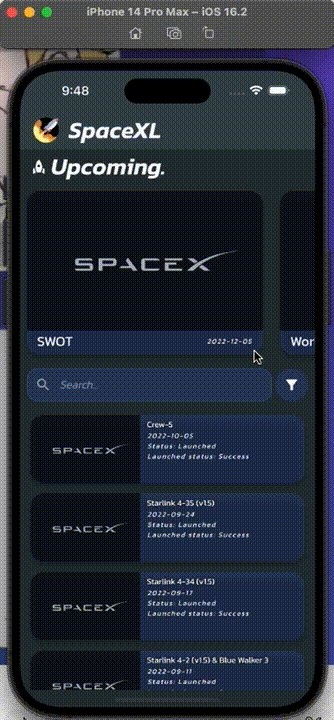 iPhone 14 Pro Max – iOS 16.2
9:48
SpaceXL
Upcoming.
SPACEX
SWOT
2022-12-05
Wor
Search..
SPACEX
Crew-5
2022-10-05
Status: Launched
Launched status: Success
SPACEX
Starlink 4-35 (v1.5)
2022-09-24
Status: Launched
Launched status: Success
SPACEX
Starlink 4-34 (v1.5)
2022-09-17
Status: Launched
Launched status: Success
SPACEX
Starlink 4-2 (v1.5) & Blue Walker 3
2022-09-11
Status: Launched